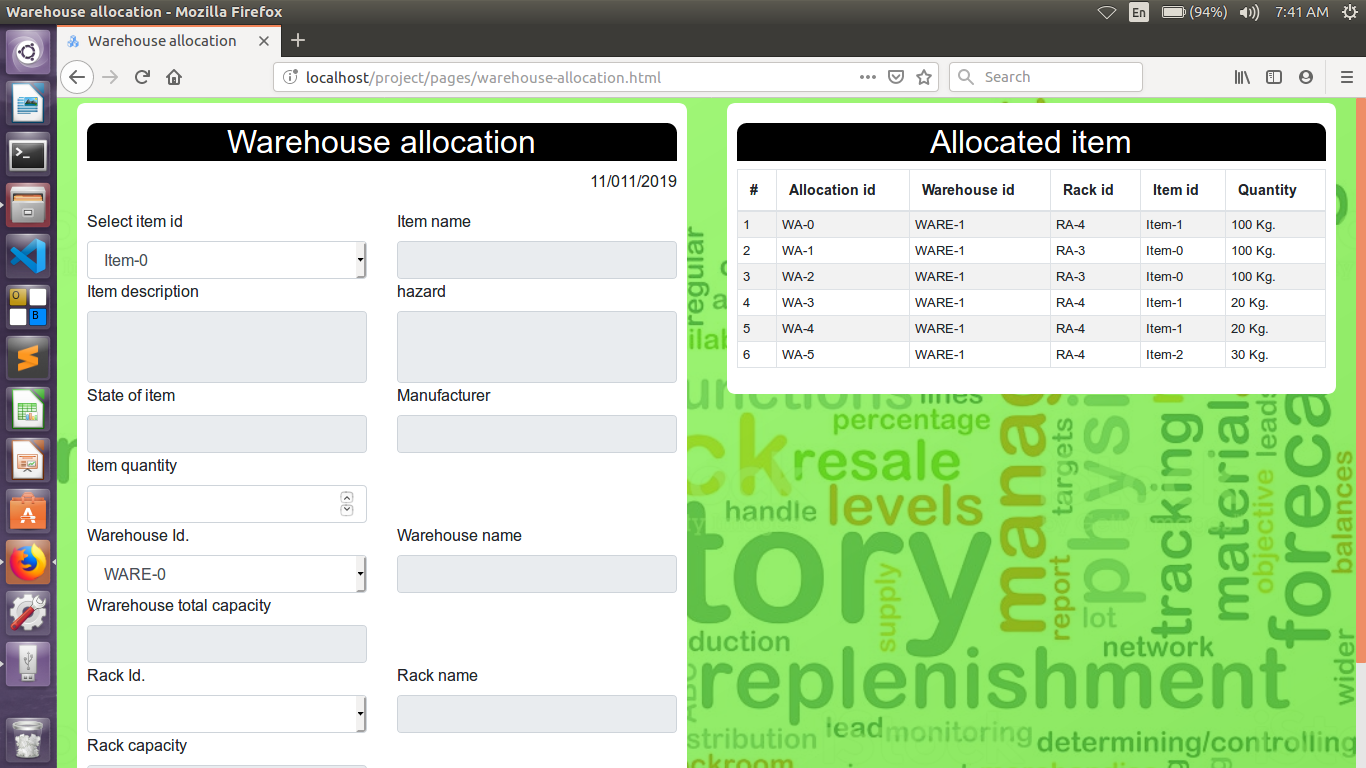 Warehouse allocation - Mozilla Firefox
En
(94%)
7:41 AM
Warehouse allocation
localhost/project/pages/warehouse-allocation.html
Search
Warehouse allocation
11/011/2019
Select item id
Item name
Item-0
Item description
hazard
State of item
Manufacturer
Item quantity
Warehouse Id.
Warehouse name
WARE-0
Wrarehouse total capacity
Rack Id.
Rack name
Rack capacity
Allocated item
# Allocation id Warehouse id Rack id Item id Quantity
1 WA-0 WARE-1 RA-4 Item-1 100 Kg.
2 WA-1 WARE-1 RA-3 Item-0 100 Kg.
3 WA-2 WARE-1 RA-3 Item-0 100 Kg.
4 WA-3 WARE-1 RA-4 Item-1 20 Kg.
5 WA-4 WARE-1 RA-4 Item-1 20 Kg.
6 WA-5 WARE-1 RA-4 Item-2 30 Kg.
regular
lines
percentage
resale
handle
levels
targets
tracking
material
objective
leads
balances
supply
report
lot
network
replenishment
wider
lead
monitoring
determining/controlling